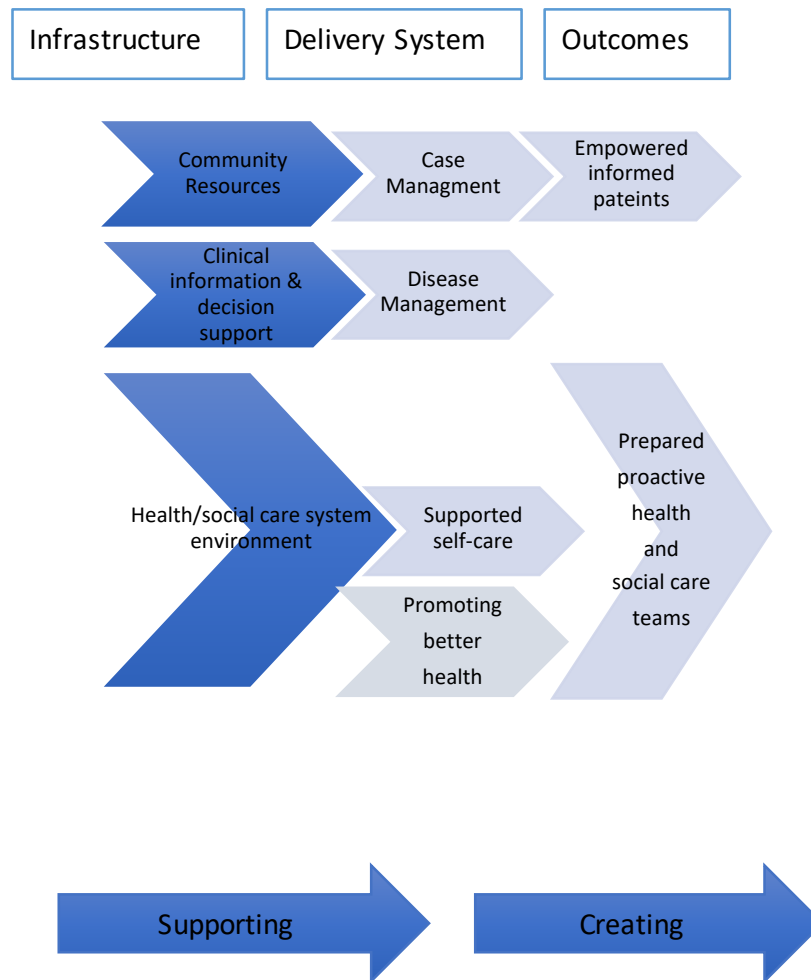 Infrastructure
Delivery System
Outcomes
Community
Resources
Case
Managment
Empowered
informed
pateints
Clinical
information &
decision
support
Disease
Management
Health/social care system
environment
Supported
self-care
Promoting
better
health
Prepared
proactive
health
and
social care
teams
Supporting
Creating